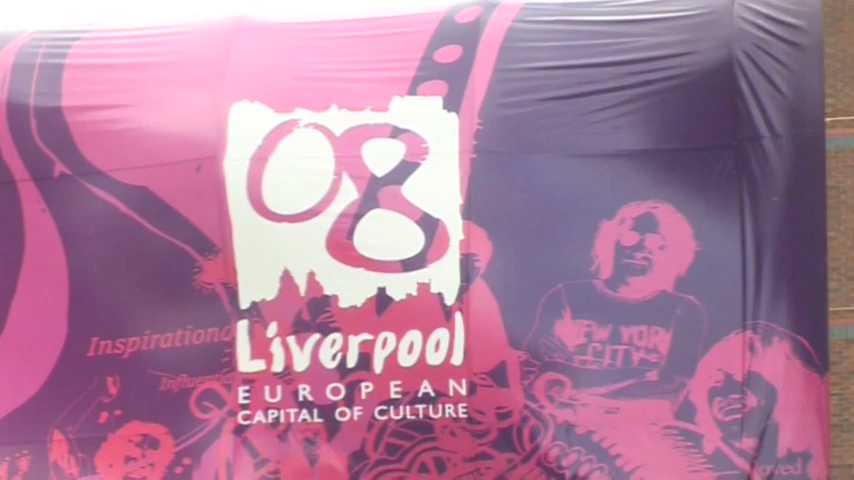 08
Inspirational
Liverpool
EUROPEAN
CAPITAL OF CULTURE
NEW YORK
CITY